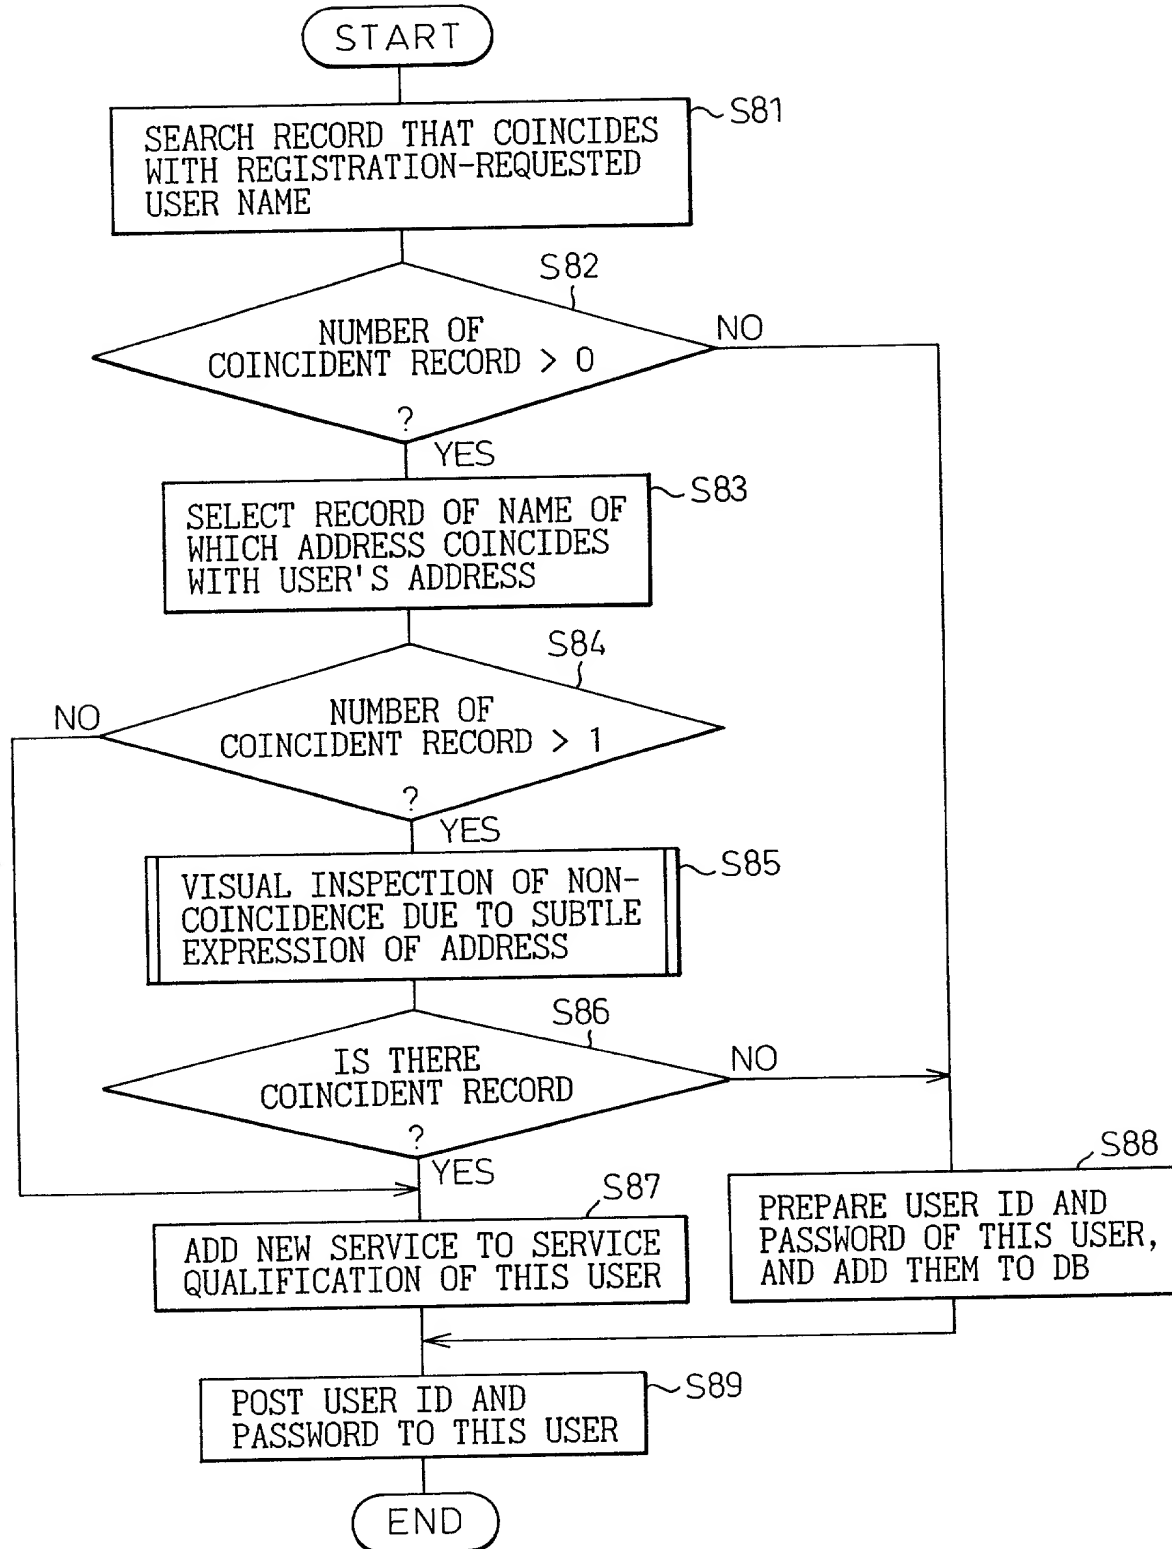 START
S81
SEARCH RECORD THAT COINCIDES
WITH REGISTRATION-REQUESTED
USER NAME
S82
NUMBER OF
COINCIDENT RECORD > 0
?
NO
YES
S83
SELECT RECORD OF NAME OF
WHICH ADDRESS COINCIDES
WITH USER'S ADDRESS
S84
NUMBER OF
COINCIDENT RECORD > 1
?
NO
YES
S85
VISUAL INSPECTION OF NON-
COINCIDENCE DUE TO SUBTLE
EXPRESSION OF ADDRESS
S86
IS THERE
COINCIDENT RECORD
?
NO
YES
S87
ADD NEW SERVICE TO SERVICE
QUALIFICATION OF THIS USER
S88
PREPARE USER ID AND
PASSWORD OF THIS USER,
AND ADD THEM TO DB
S89
POST USER ID AND
PASSWORD TO THIS USER
END